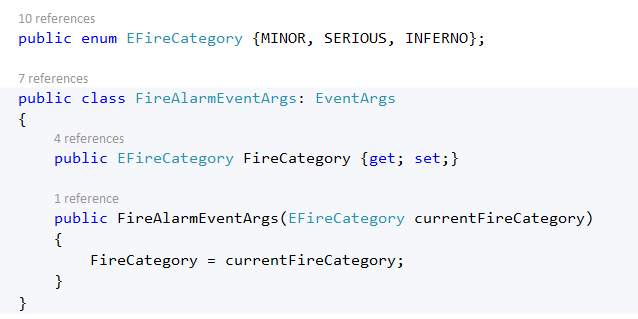 10 references
public enum EFireCategory {MINOR, SERIOUS, INFERNO};
7 references
public class FireAlarmEventArgs: EventArgs
{
4 references
public EFireCategory FireCategory {get; set;}
1 reference
public FireAlarmEventArgs(EFireCategory currentFireCategory)
{
FireCategory = currentFireCategory;
}
}